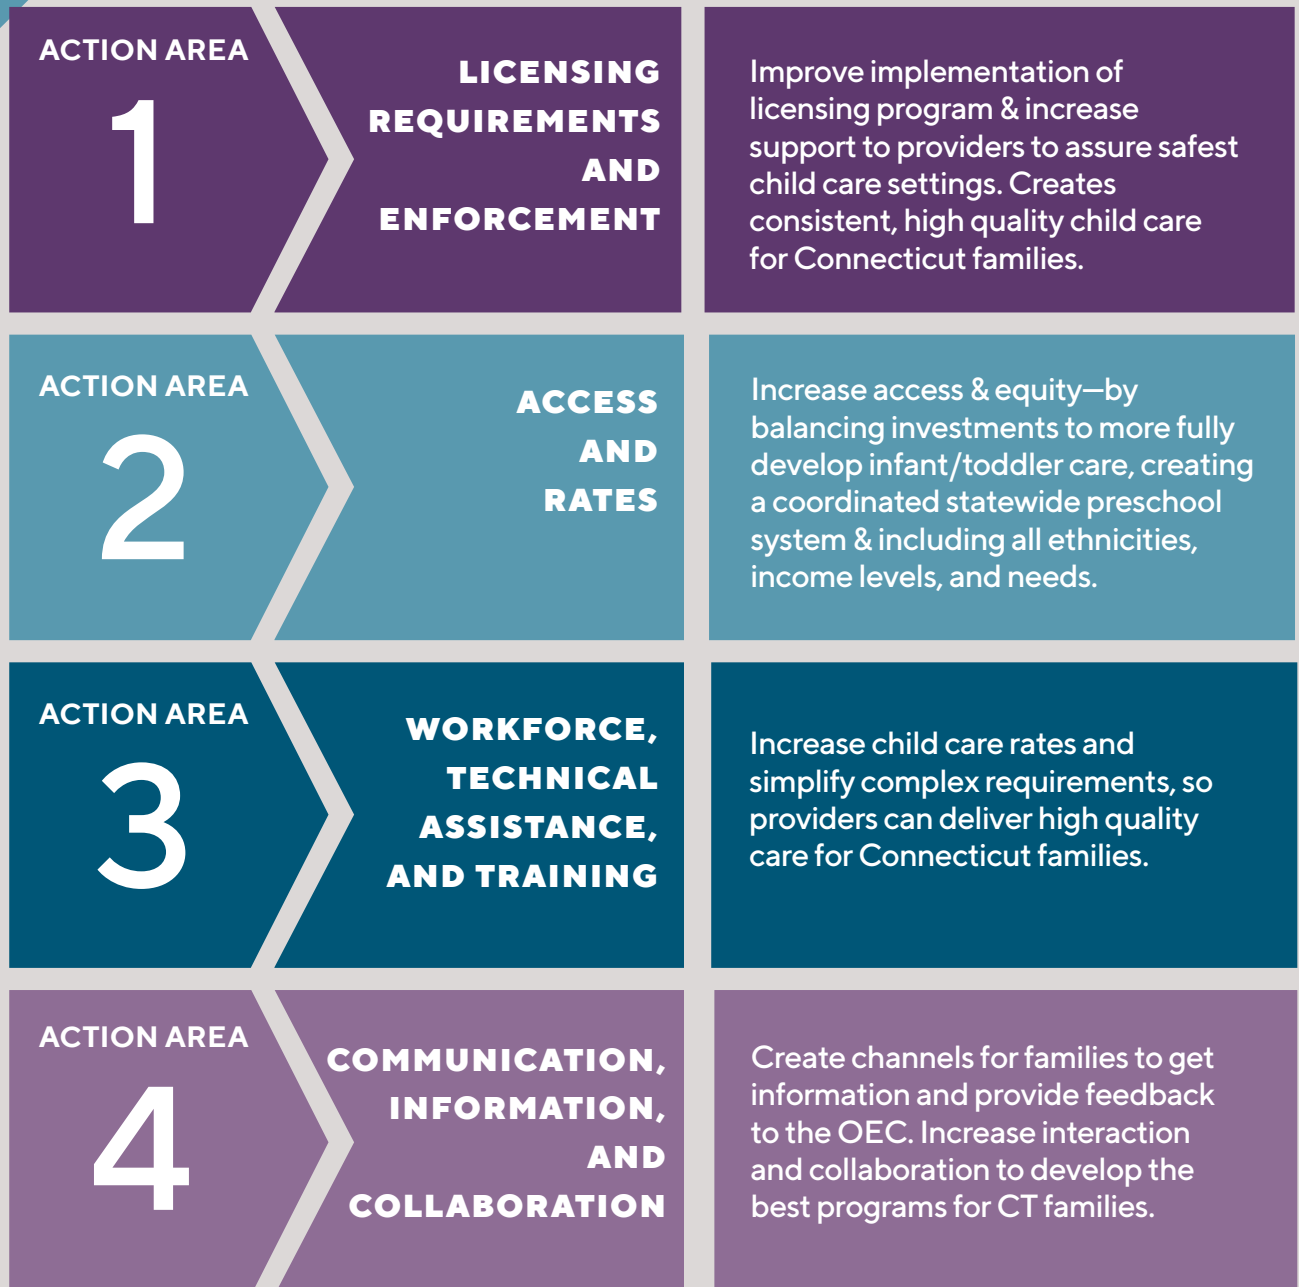 ACTION AREA
1
LICENSING
REQUIREMENTS
AND
ENFORCEMENT
Improve implementation of
licensing program & increase
support to providers to assure safest
child care settings. Creates
consistent, high quality child care
for Connecticut families.
ACTION AREA
2
ACCESS
AND
RATES
Increase access & equity—by
balancing investments to more fully
develop infant/toddler care, creating
a coordinated statewide preschool
system & including all ethnicities,
income levels, and needs.
ACTION AREA
3
WORKFORCE,
TECHNICAL
ASSISTANCE,
AND TRAINING
Increase child care rates and
simplify complex requirements, so
providers can deliver high quality
care for Connecticut families.
ACTION AREA
4
COMMUNICATION,
INFORMATION,
AND
COLLABORATION
Create channels for families to get
information and provide feedback
to the OEC. Increase interaction
and collaboration to develop the
best programs for CT families.